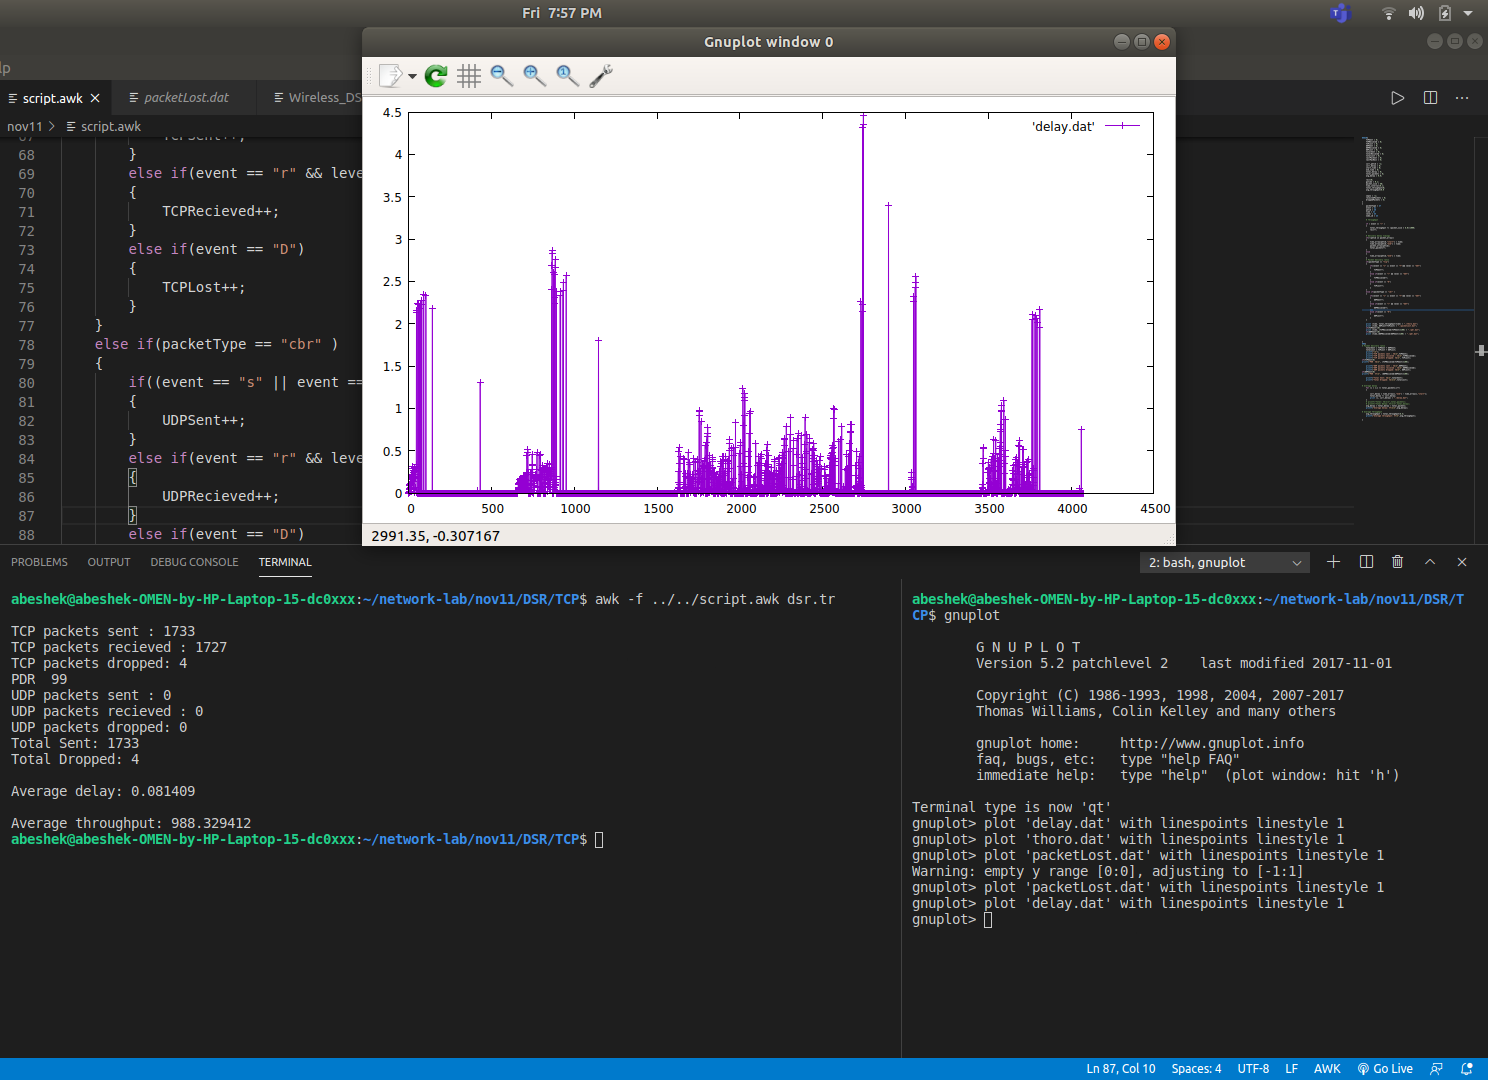 Fri 7:57 PM
Gnuplot window 0
lp
script.awk
packetLost.dat
Wireless_DS
nov11 > script.awk
4.5
4
3.5
3
2.5
2
1.5
1
0.5
0
0 500 1000 1500 2000 2500 3000 3500 4000 4500
'delay.dat'
2991.35, -0.307167
67 TCPSent++;
68 }
69 else if(event == "r" && leve
70 {
71 TCPRecieved++;
72 }
73 else if(event == "D")
74 {
75 TCPLost++;
76 }
77 }
78 else if(packetType == "cbr" )
79 {
80 if((event == "s" || event ==
81 {
82 UDPSent++;
83 }
84 else if(event == "r" && leve
85 {
86 UDPRecieved++;
87 }
88 else if(event == "D")
PROBLEMS OUTPUT DEBUG CONSOLE TERMINAL
2: bash, gnuplot
abeshek@abeshek-OMEN-by-HP-Laptop-15-dc0xxx:~/network-lab/nov11/DSR/TCP$ awk -f ../../script.awk dsr.tr
TCP packets sent : 1733
TCP packets recieved : 1727
TCP packets dropped: 4
PDR 99
UDP packets sent : 0
UDP packets recieved : 0
UDP packets dropped: 0
Total Sent: 1733
Total Dropped: 4
Average delay: 0.081409
Average throughput: 988.329412
abeshek@abeshek-OMEN-by-HP-Laptop-15-dc0xxx:~/network-lab/nov11/DSR/TCP$
abeshek@abeshek-OMEN-by-HP-Laptop-15-dc0xxx:~/network-lab/nov11/DSR/T
CP$ gnuplot
G N U P L O T
Version 5.2 patchlevel 2 last modified 2017-11-01
Copyright (C) 1986-1993, 1998, 2004, 2007-2017
Thomas Williams, Colin Kelley and many others
gnuplot home: http://www.gnuplot.info
faq, bugs, etc: type "help FAQ"
immediate help: type "help" (plot window: hit 'h')
Terminal type is now 'qt'
gnuplot> plot 'delay.dat' with linespoints linestyle 1
gnuplot> plot 'thoro.dat' with linespoints linestyle 1
gnuplot> plot 'packetLost.dat' with linespoints linestyle 1
Warning: empty y range [0:0], adjusting to [-1:1]
gnuplot> plot 'packetLost.dat' with linespoints linestyle 1
gnuplot> plot 'delay.dat' with linespoints linestyle 1
gnuplot>
Ln 87, Col 10 Spaces: 4 UTF-8 LF AWK Go Live